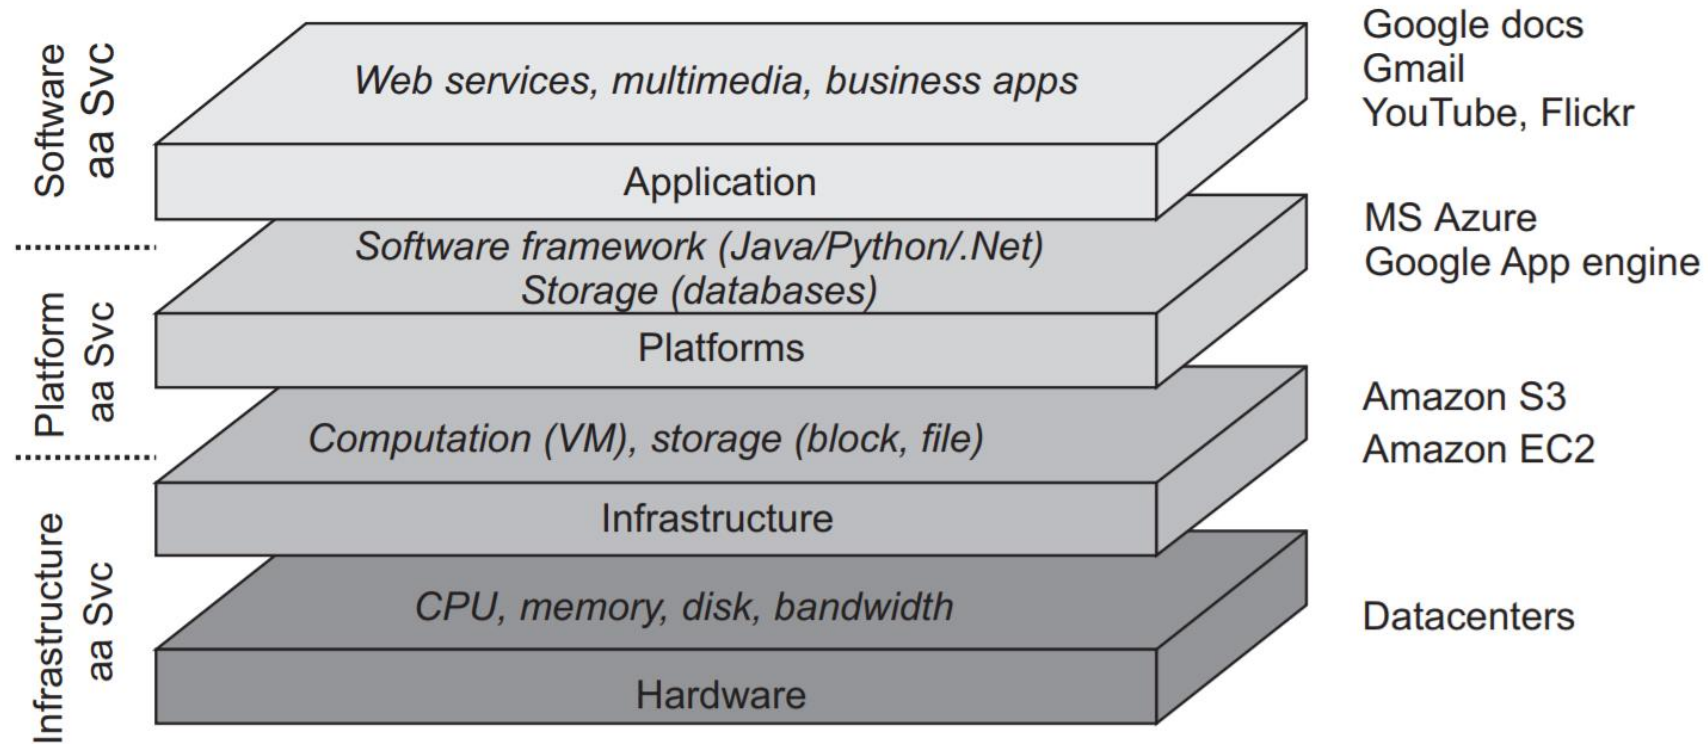 Software
aa Svc
Web services, multimedia, business apps
Application
Google docs
Gmail
YouTube, Flickr
Platform
aa Svc
Software framework (Java/Python/.Net)
Storage (databases)
Platforms
MS Azure
Google App engine
Infrastructure
aa Svc
Computation (VM), storage (block, file)
Infrastructure
Amazon S3
Amazon EC2
CPU, memory, disk, bandwidth
Hardware
Datacenters